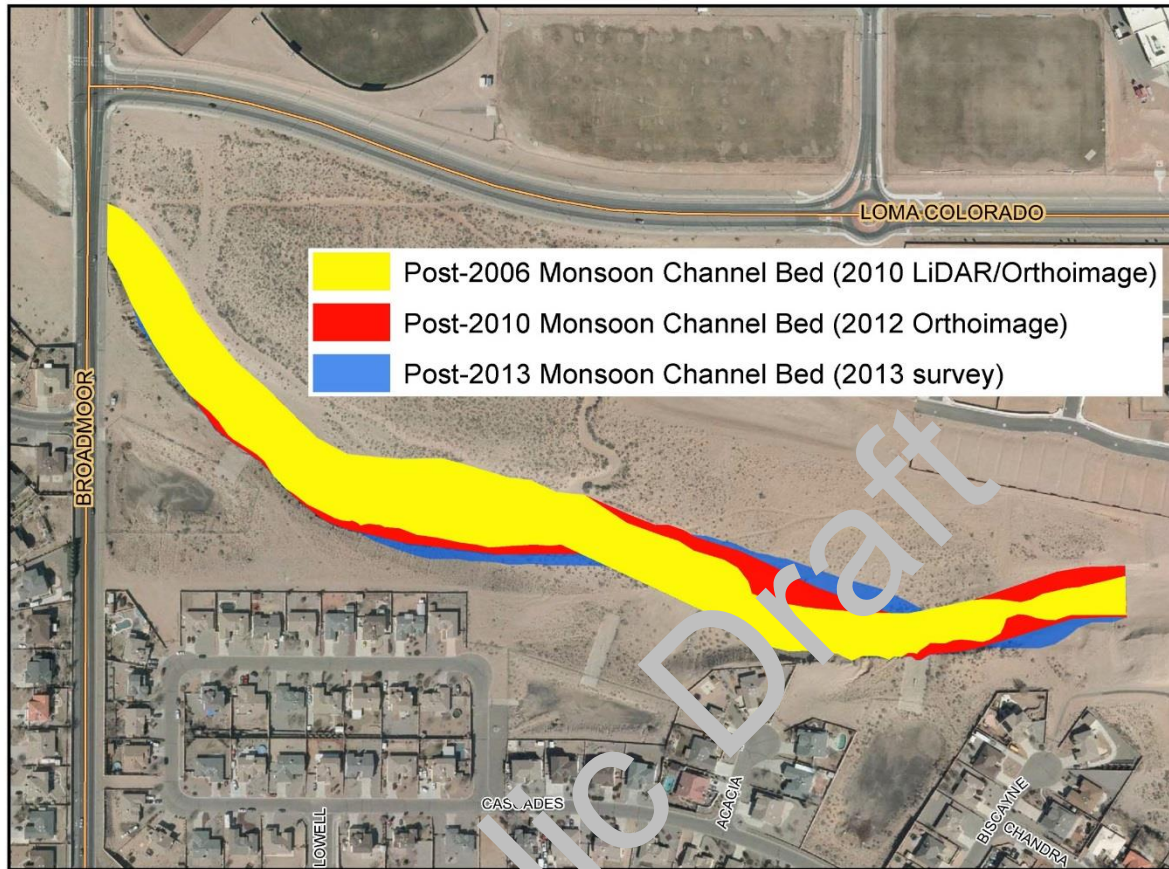 LOMA COLORADO
Post-2006 Monsoon Channel Bed (2010 LiDAR/Orthoimage)
Post-2010 Monsoon Channel Bed (2012 Orthoimage)
Post-2013 Monsoon Channel Bed (2013 survey)
BROADMOOR
ic Draft
CASCADES
LOWELL
ACACIA
BISCAYNE
CHANDRA